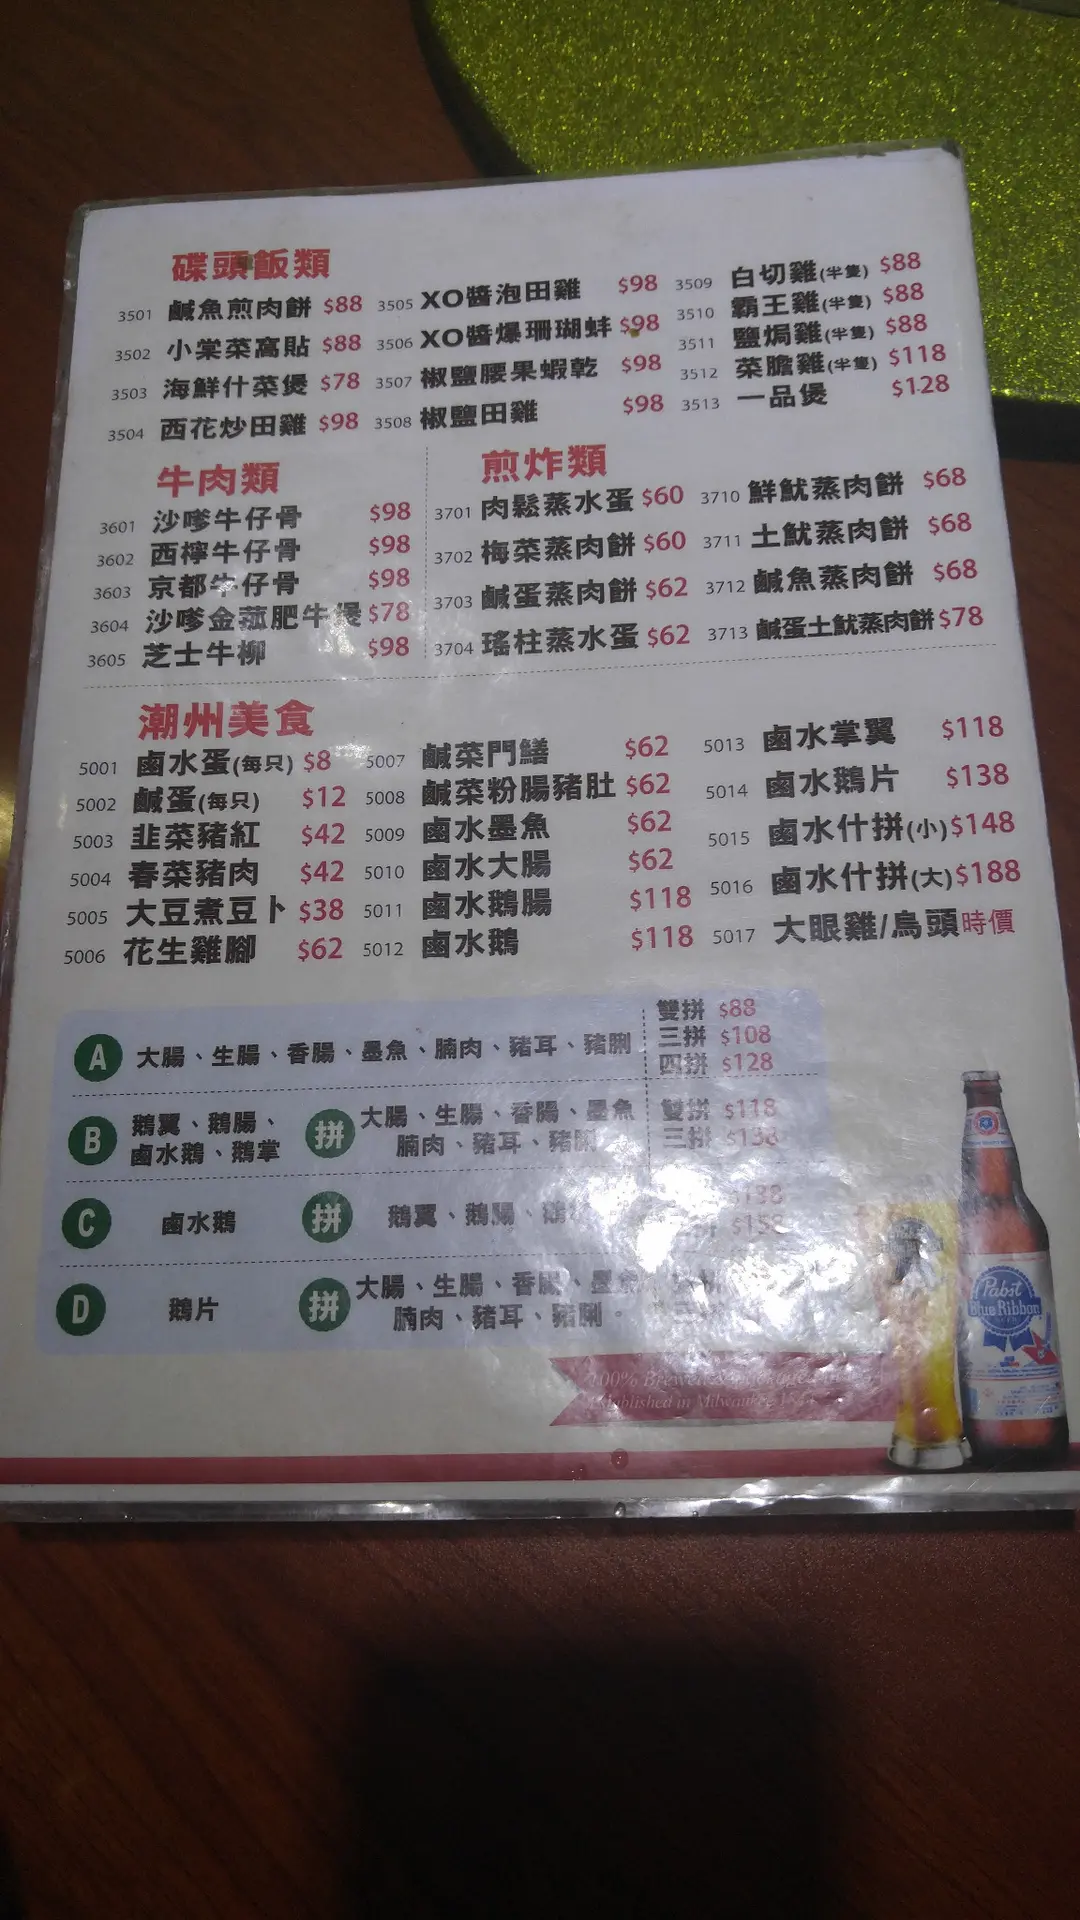 碟頭飯類
3501 鹹魚煎肉餅 $88
3502 小棠菜窩貼 $88
3503 海鮮什菜煲 $78
3504 西花炒田雞 $98
3505 XO醬泡田雞 $98
3506 XO醬爆珊瑚蚌 $98
3507 椒鹽腰果蝦乾 $98
3508 椒鹽田雞 $98
3509 白切雞(半隻) $88
3510 霸王雞(半隻) $88
3511 鹽焗雞(半隻) $88
3512 菜膽雞(半隻) $118
3513 一品煲 $128
牛肉類
3601 沙嗲牛仔骨 $98
3602 西檸牛仔骨 $98
3603 京都牛仔骨 $98
3604 沙嗲金菰肥牛煲 $78
3605 芝士牛柳 $98
煎炸類
3701 肉鬆蒸水蛋 $60
3702 梅菜蒸肉餅 $60
3703 鹹蛋蒸肉餅 $62
3704 瑤柱蒸水蛋 $62
3710 鮮魷蒸肉餅 $68
3711 土魷蒸肉餅 $68
3712 鹹魚蒸肉餅 $68
3713 鹹蛋土魷蒸肉餅 $78
潮州美食
5001 鹵水蛋(每只) $8
5002 鹹蛋(每只) $12
5003 韭菜豬紅 $42
5004 春菜豬肉 $42
5005 大豆煮豆卜 $38
5006 花生雞腳 $62
5007 鹹菜門鱔 $62
5008 鹹菜粉腸豬肚 $62
5009 鹵水墨魚 $62
5010 鹵水大腸 $62
5011 鹵水鵝腸 $118
5012 鹵水鵝 $118
5013 鹵水掌翼 $118
5014 鹵水鵝片 $138
5015 鹵水什拼(小) $148
5016 鹵水什拼(大) $188
5017 大眼雞/烏頭 時價
A 大腸、生腸、香腸、墨魚、腩肉、豬耳、豬脷
雙拼 $88
三拼 $108
四拼 $128
B 鵝翼、鵝腸、
鹵水鵝、鵝掌
拼 大腸、生腸、香腸、墨魚
腩肉、豬耳、豬脷
雙拼 $118
三拼 $138
C 鹵水鵝 拼 鵝翼、鵝腸、
$138
$158
D 鵝片 拼 大腸、生腸、香腸、墨魚
腩肉、豬耳、豬脷。
100% Brewed
Established in Milwaukee 1844
Pabst
Blue Ribbon